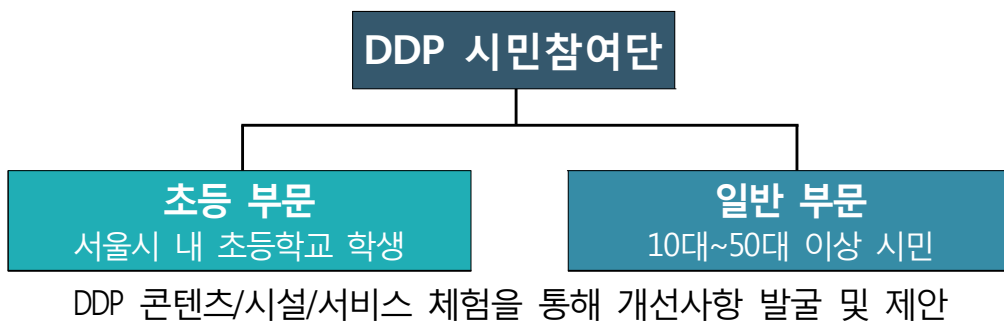 DDP 시민참여단
초등 부문
서울시 내 초등학교 학생
일반 부문
10대~50대 이상 시민
DDP 콘텐츠/시설/서비스 체험을 통해 개선사항 발굴 및 제안